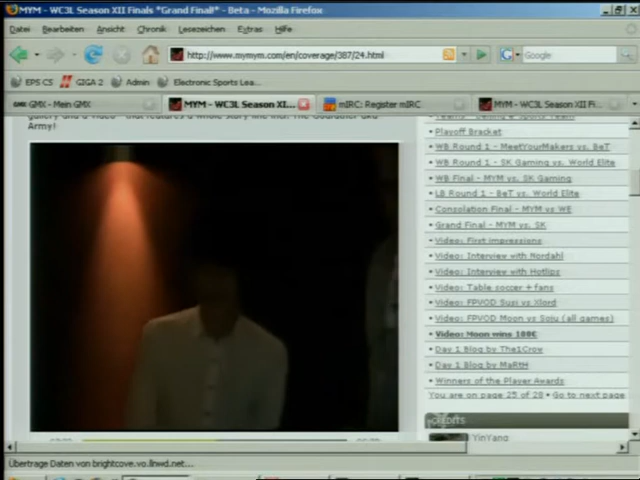 MYM - WC3L Season XII Finals *Grand Final!* - Beta - Mozilla Firefox
Datei Bearbeiten Ansicht Chronik Lesezeichen Extras Hilfe
http://www.mymym.com/en/coverage/387/24.html
Google
EPS CS GIGA 2 Admin Electronic Sports Lea...
GMX - Mein GMX
MYM - WC3L Season XI...
mIRC: Register mIRC
MYM - WC3L Season XII Fi...
Army!
Playoff Bracket
WB Round 1 - MeetYourMakers vs. BeT
WB Round 1 - SK Gaming vs. World Elite
WB Final - MYM vs. SK Gaming
LB Round 1 - BeT vs. World Elite
Consolation Final - MYM vs WE
Grand Final - MYM vs. SK
Video: First impressions
Video: Interview with Nordahl
Video: Interview with Hotlips
Video: Table soccer + fans
Video: FPVOD Susi vs Xlord
Video: FPVOD Moon vs Soju (all games)
Video: Moon wins 100€
Day 1 Blog by The1Crow
Day 1 Blog by MaRtH
Winners of the Player Awards
You are on page 25 of 28 • Go to next page
CREDITS
YinYang
Übertrage Daten von brightcove.vo.llnwd.net...